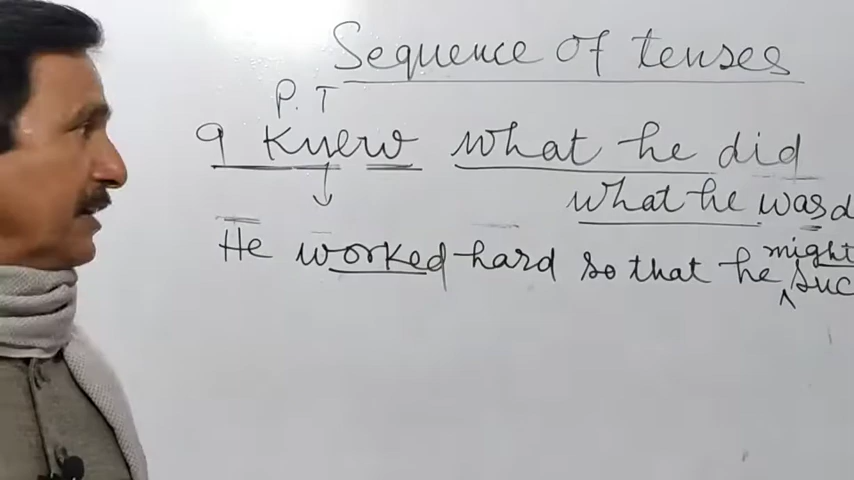 Sequence of tenses
P. T
I Knew what he did
what he was
He worked hard so that he might